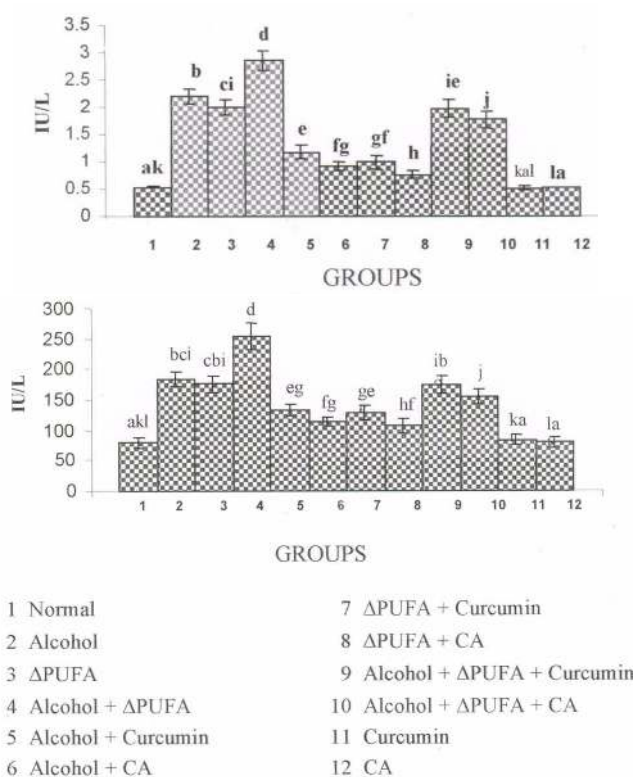 3.5
3
d
2.5
b
ie
2
ci
j
1.5
e
gf
1
fg
h
0.5
ak
kal
la
0
IU/L
1 2 3 4 5 6 7 8 9 10 11 12
GROUPS
300
d
250
200
bci cbi ib
150
j
eg fg ge hf
100
akl ka la
50
0
IU/L
1 2 3 4 5 6 7 8 9 10 11 12
GROUPS
1 Normal
2 Alcohol
3 ΔPUFA
4 Alcohol + ΔPUFA
5 Alcohol + Curcumin
6 Alcohol + CA
7 ΔPUFA + Curcumin
8 ΔPUFA + CA
9 Alcohol + ΔPUFA + Curcumin
10 Alcohol + ΔPUFA + CA
11 Curcumin
12 CA